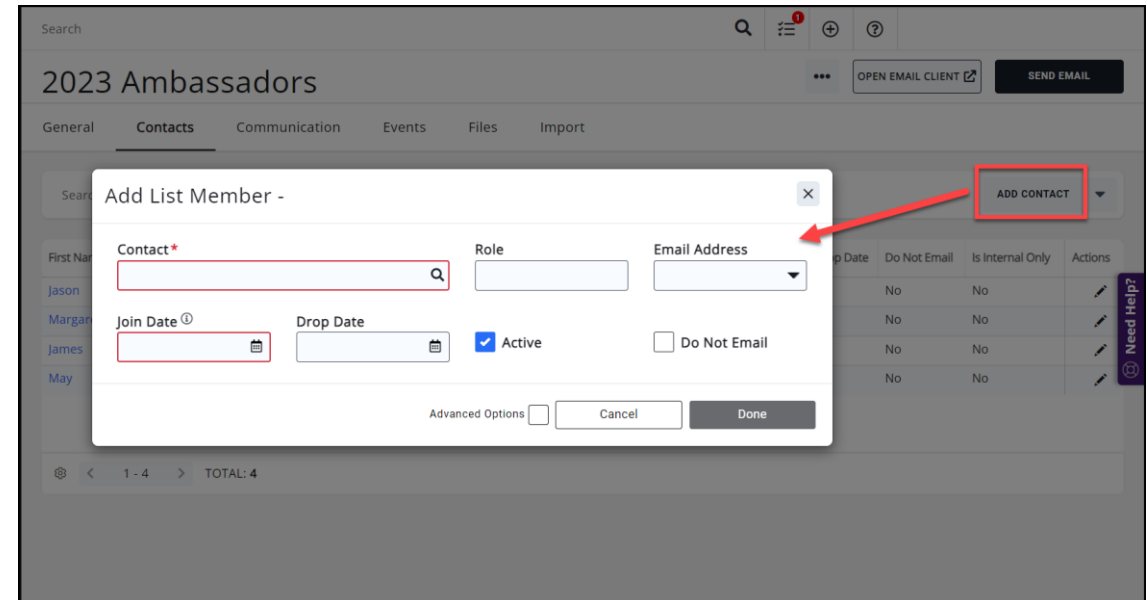 Search
1
2023 Ambassadors
OPEN EMAIL CLIENT
SEND EMAIL
General Contacts Communication Events Files Import
ADD CONTACT
Add List Member -
Contact* Role Email Address
First Do Not Email Is Internal Only Actions
Jason No No
No No
Join Date Drop Date
Active Do Not Email
James No No
May No No
Need Help?
Advanced Options Cancel Done
1 - 4 TOTAL: 4